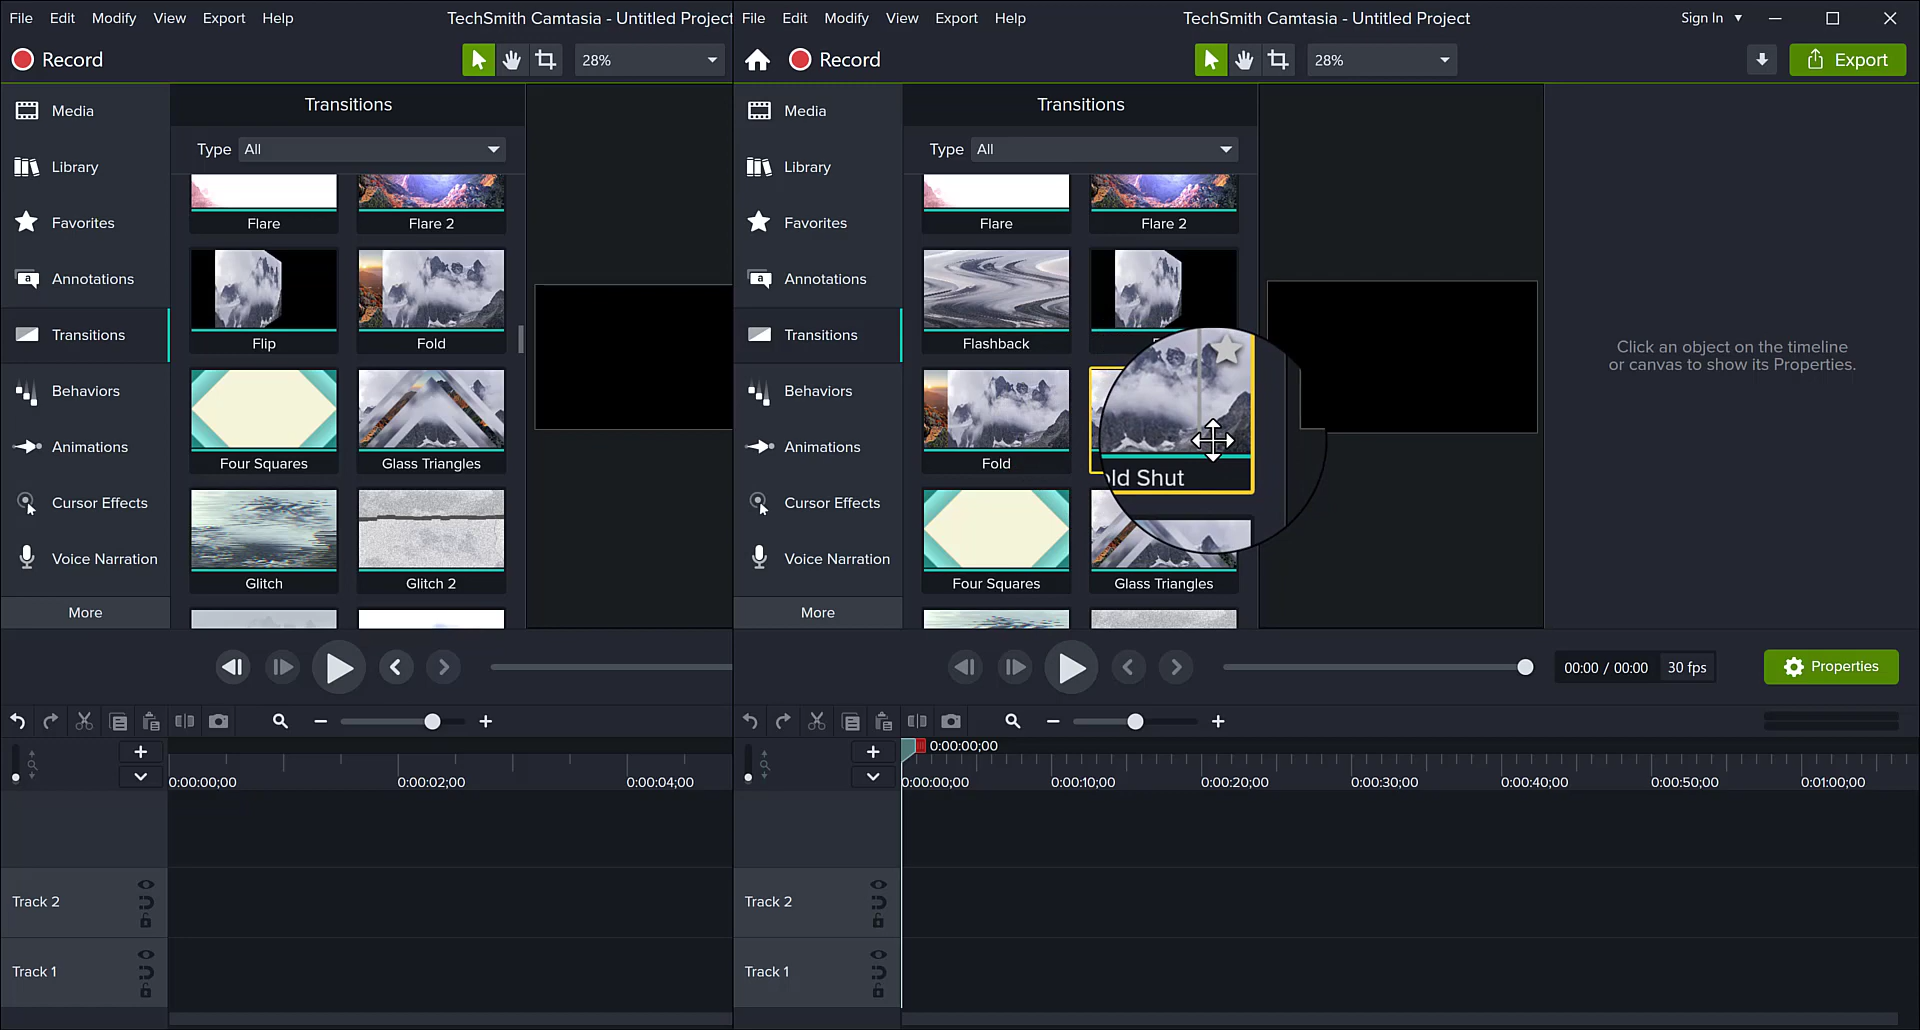 File Edit Modify View Export Help TechSmith Camtasia - Untitled Project
Record 28%
Media
Library
Favorites
Annotations
Transitions
Behaviors
Animations
Cursor Effects
Voice Narration
More
Transitions
Type All
Flare Flare 2
Flip Fold
Four Squares Glass Triangles
Glitch Glitch 2
0:00:00;00 0:00:02;00 0:00:04;00
Track 2
Track 1
File Edit Modify View Export Help TechSmith Camtasia - Untitled Project Sign In
Record 28% Export
Media
Library
Favorites
Annotations
Transitions
Behaviors
Animations
Cursor Effects
Voice Narration
More
Transitions
Type All
Flare Flare 2
Flashback
Fold
ld Shut
Four Squares Glass Triangles
Click an object on the timeline
or canvas to show its Properties.
00:00 / 00:00 30 fps Properties
0:00:00;00
0:00:00;00 0:00:10;00 0:00:20;00 0:00:30;00 0:00:40;00 0:00:50;00 0:01:00;00
Track 2
Track 1